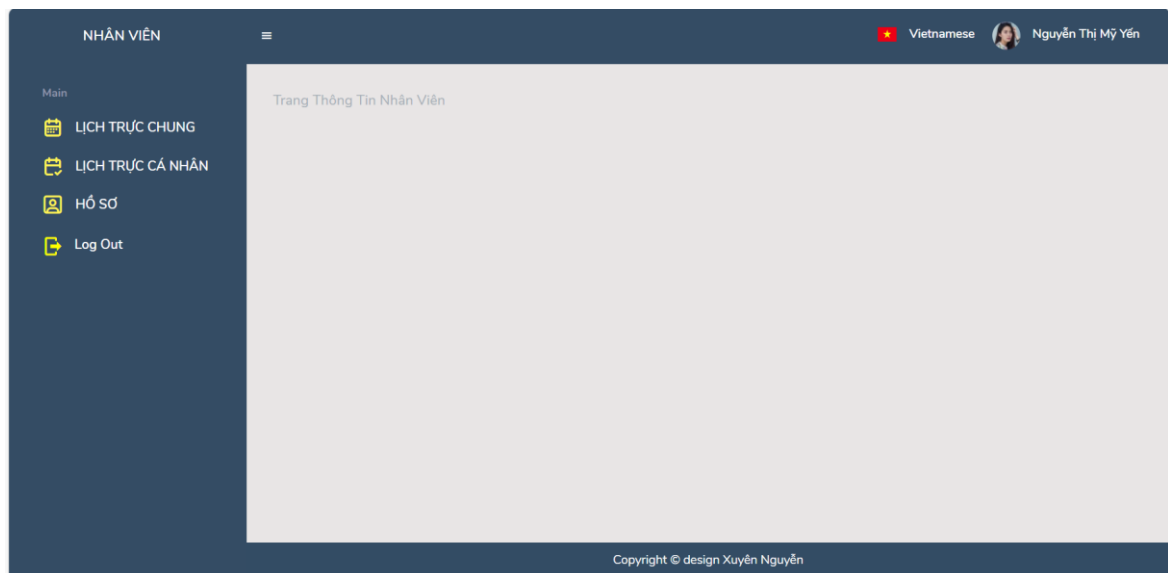 NHÂN VIÊN
Vietnamese Nguyễn Thị Mỹ Yến
Main
LỊCH TRỰC CHUNG
LỊCH TRỰC CÁ NHÂN
HỒ SƠ
Log Out
Trang Thông Tin Nhân Viên
Copyright © design Xuyên Nguyễn